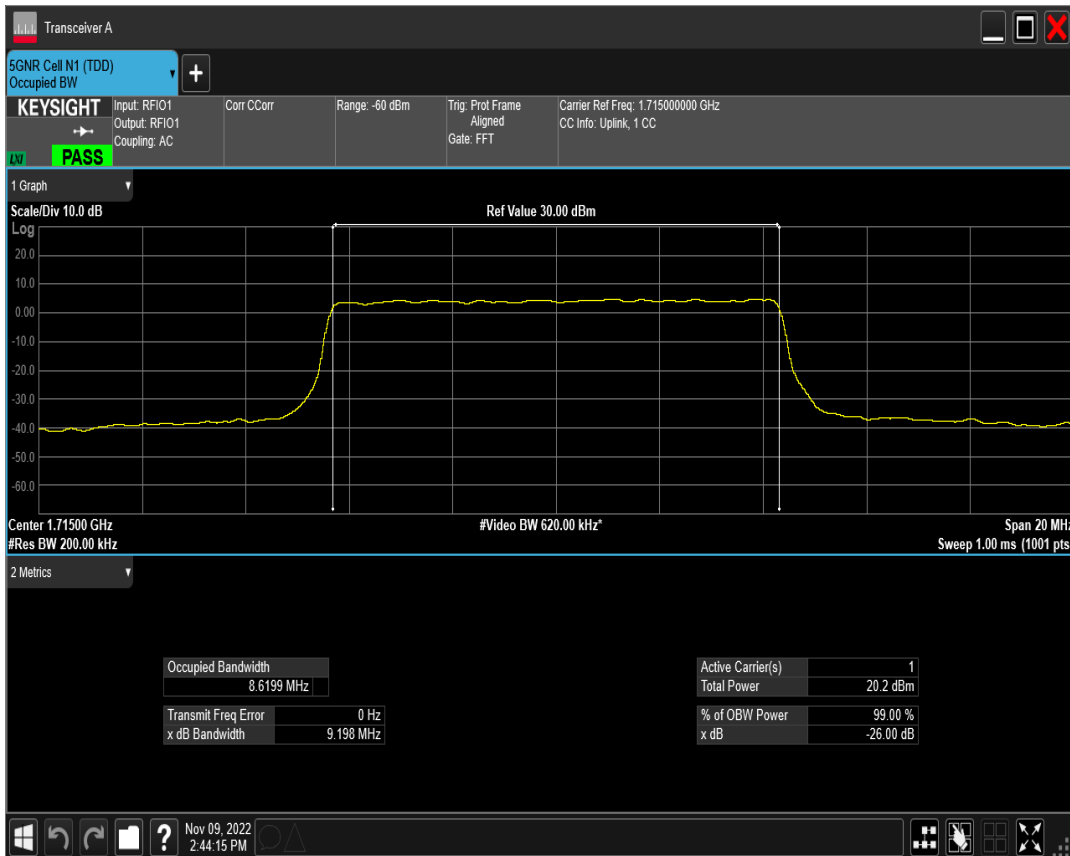 Transceiver A
5GNR Cell N1 (TDD)
Occupied BW
+
KEYSIGHT
LXI
PASS
Input: RFIO1
Output: RFIO1
Coupling: AC
Corr CCorr
Range: -60 dBm
Trig: Prot Frame
Aligned
Gate: FFT
Carrier Ref Freq: 1.715000000 GHz
CC Info: Uplink, 1 CC
1 Graph
Scale/Div 10.0 dB
Ref Value 30.00 dBm
Log
20.0
10.0
0.00
-10.0
-20.0
-30.0
-40.0
-50.0
-60.0
Center 1.71500 GHz
#Video BW 620.00 kHz*
Span 20 MHz
#Res BW 200.00 kHz
Sweep 1.00 ms (1001 pts
2 Metrics
Occupied Bandwidth
8.6199 MHz
Transmit Freq Error 0 Hz
x dB Bandwidth 9.198 MHz
Active Carrier(s) 1
Total Power 20.2 dBm
% of OBW Power 99.00 %
x dB -26.00 dB
?
Nov 09, 2022
2:44:15 PM